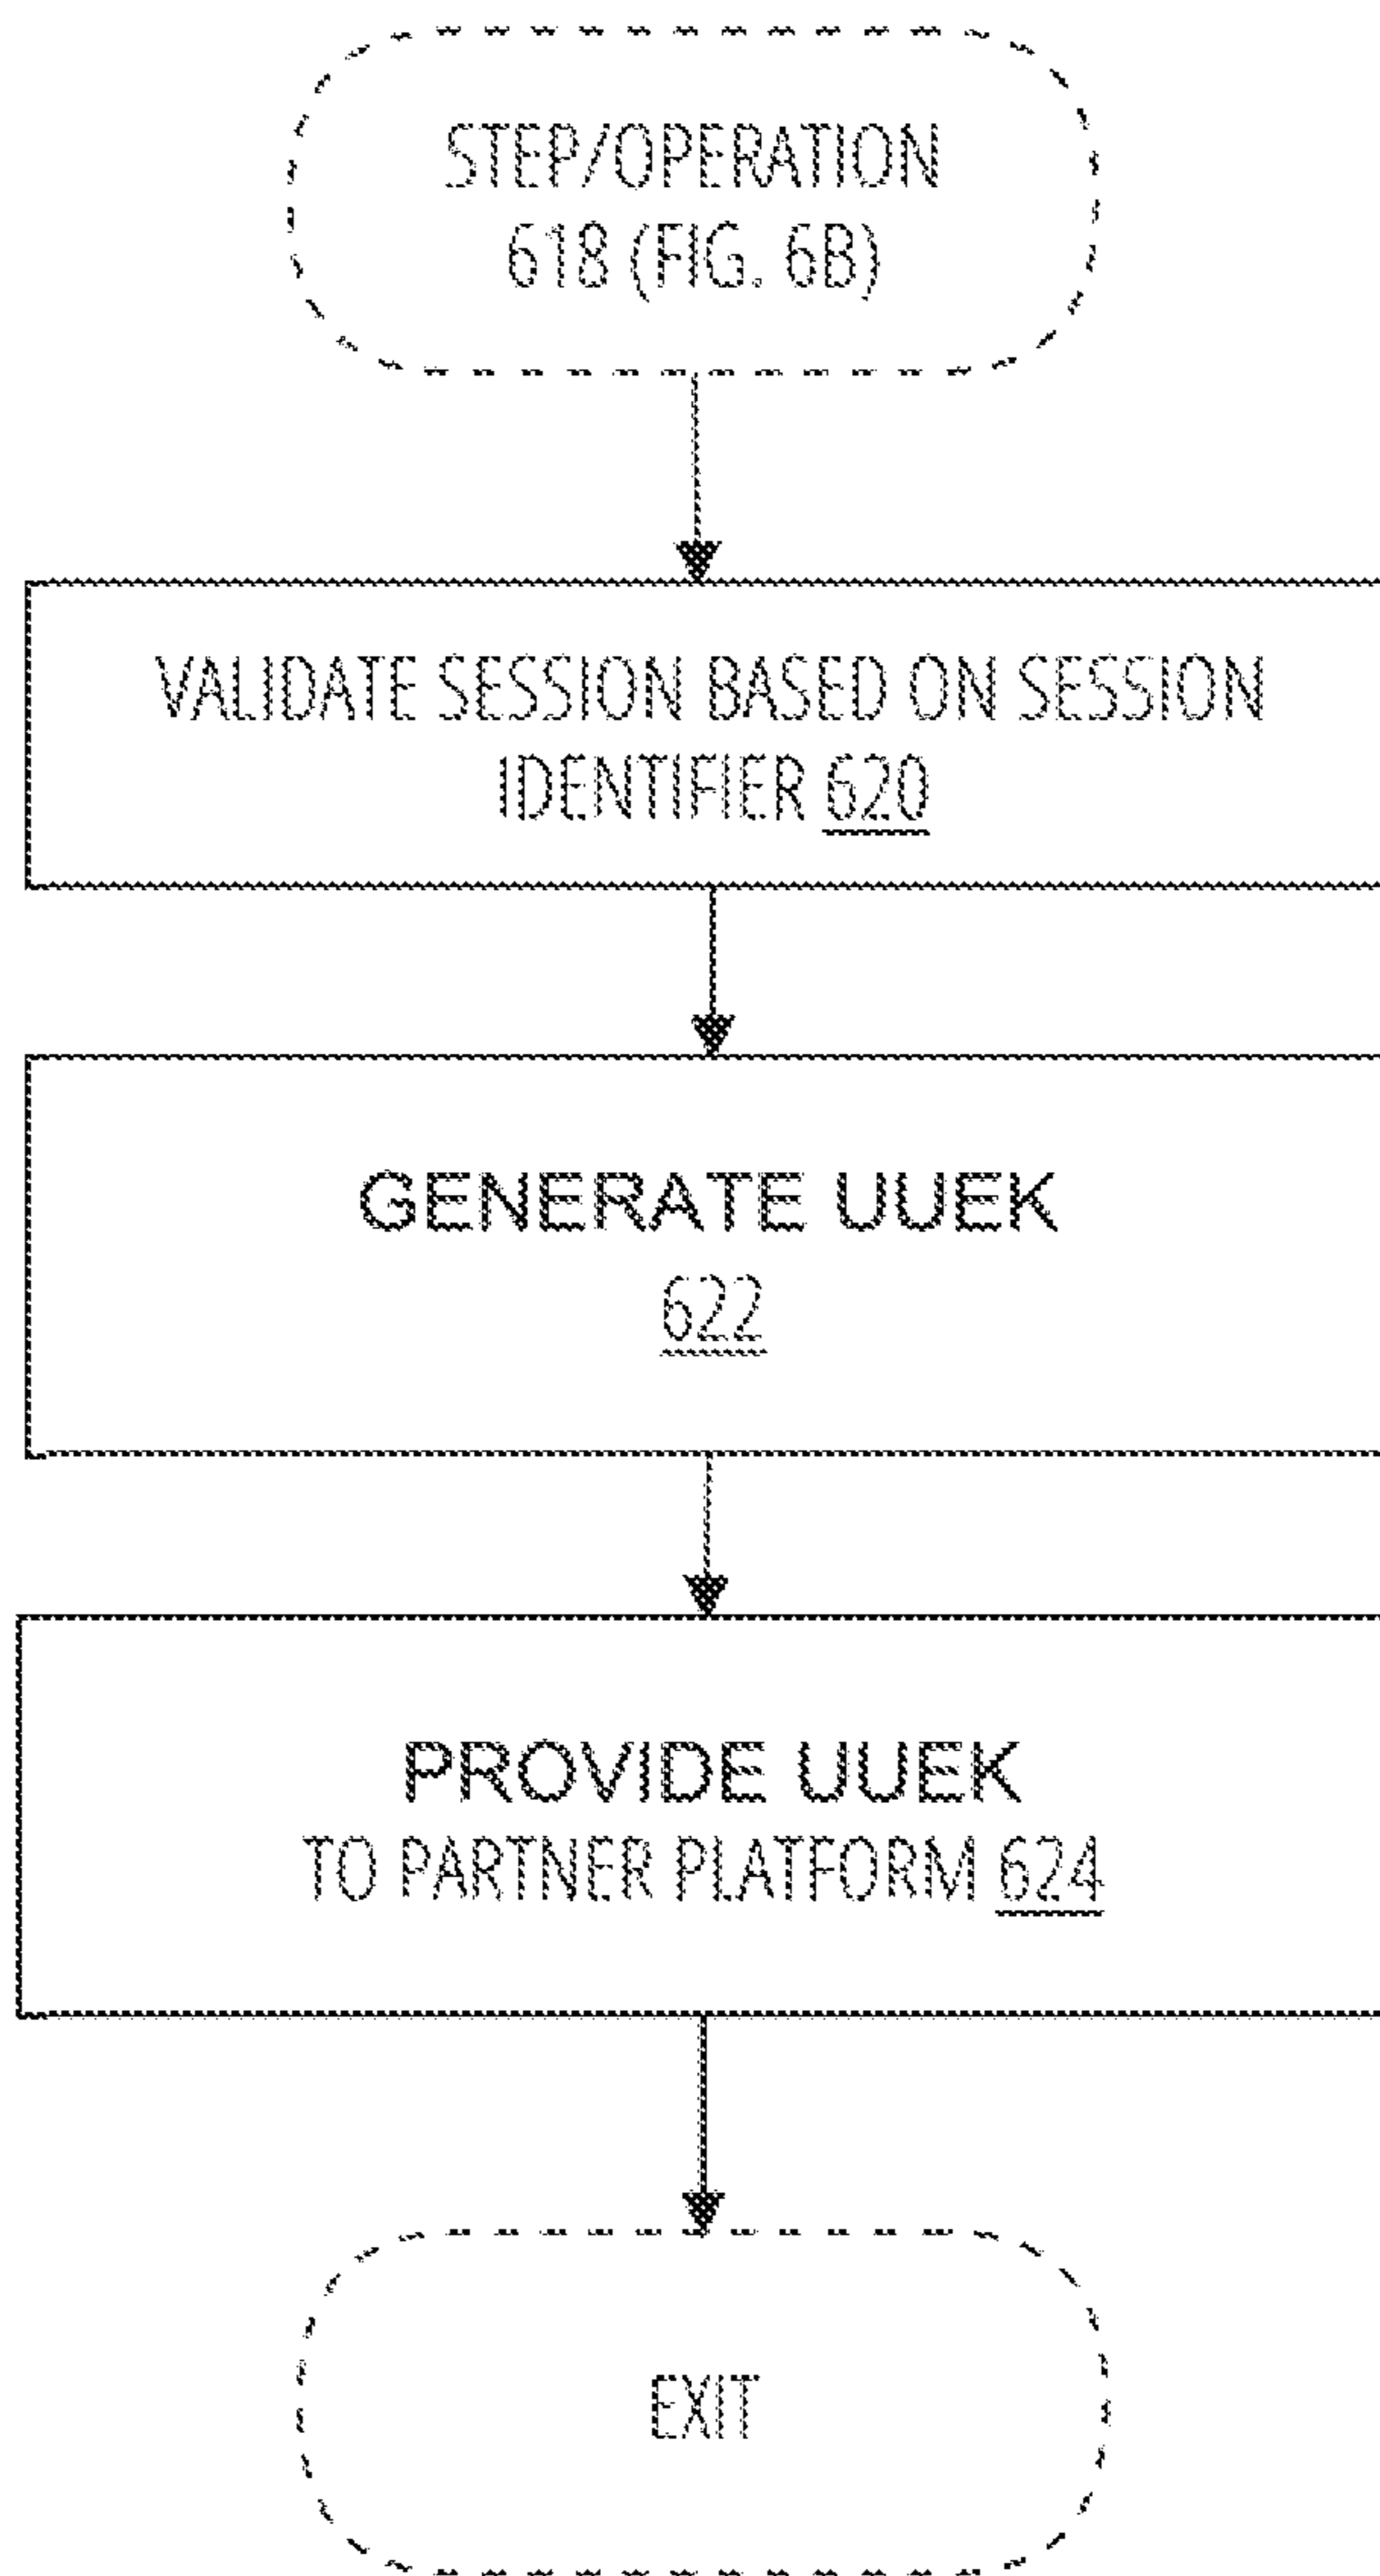 STEP/OPERATION
618 (FIG. 6B)
VALIDATE SESSION BASED ON SESSION
IDENTIFIER 620
GENERATE UUEK
622
PROVIDE UUEK
TO PARTNER PLATFORM 624
EXIT